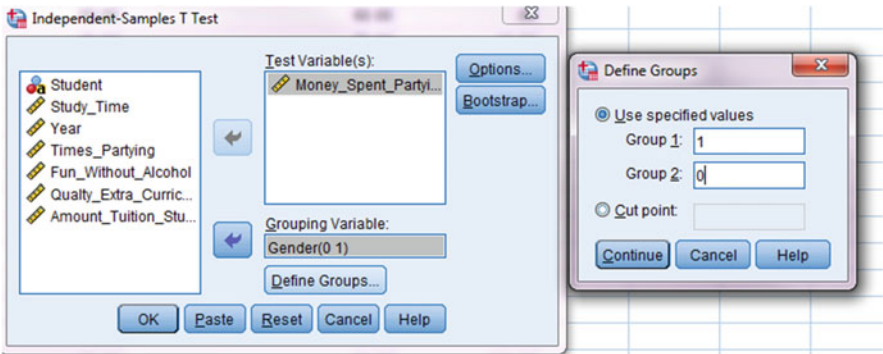 Independent-Samples T Test
Student
Study_Time
Year
Times_Partying
Fun_Without_Alcohol
Qualty_Extra_Curric...
Amount_Tuition_Stu...
Test Variable(s):
Money_Spent_Partyi...
Grouping Variable:
Gender(0 1)
Define Groups...
Options...
Bootstrap...
OK
Paste
Reset
Cancel
Help
Define Groups
Use specified values
Group 1: 1
Group 2: 0
Cut point:
Continue
Cancel
Help